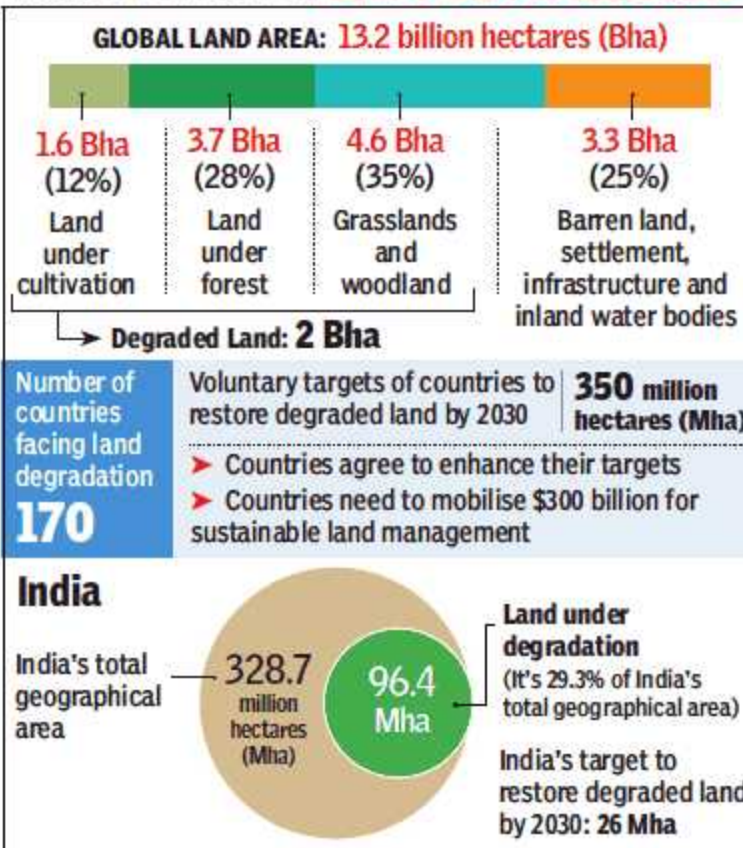 GLOBAL LAND AREA: 13.2 billion hectares (Bha)
1.6 Bha
(12%)
Land
under
cultivation
3.7 Bha
(28%)
Land
under
forest
4.6 Bha
(35%)
Grasslands
and
woodland
3.3 Bha
(25%)
Barren land,
settlement,
infrastructure and
inland water bodies
Degraded Land: 2 Bha
Number of
countries
facing land
degradation
170
Voluntary targets of countries to
restore degraded land by 2030
350 million
hectares (Mha)
➤ Countries agree to enhance their targets
➤ Countries need to mobilise $300 billion for
sustainable land management
India
India's total
geographical
area
328.7
million
hectares
(Mha)
96.4
Mha
Land under
degradation
(It's 29.3% of India's
total geographical area)
India's target to
restore degraded land
by 2030: 26 Mha